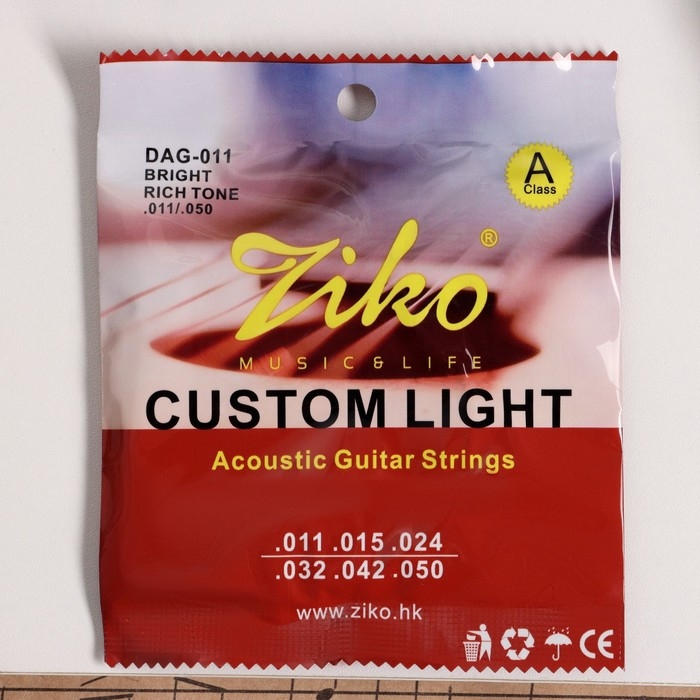 DAG-011
BRIGHT
RICH TONE
.011/.050
A
Class
Ziko®
MUSIC & LIFE
CUSTOM LIGHT
Acoustic Guitar Strings
.011 .015 .024
.032 .042 .050
www.ziko.hk
CE